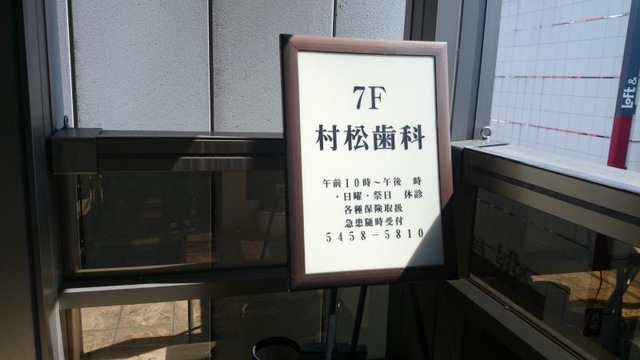 7F
村松歯科
午前10時〜午後 時
・日曜・祭日 休診
各種保険取扱
急患随時受付
5458-5810
Loft &